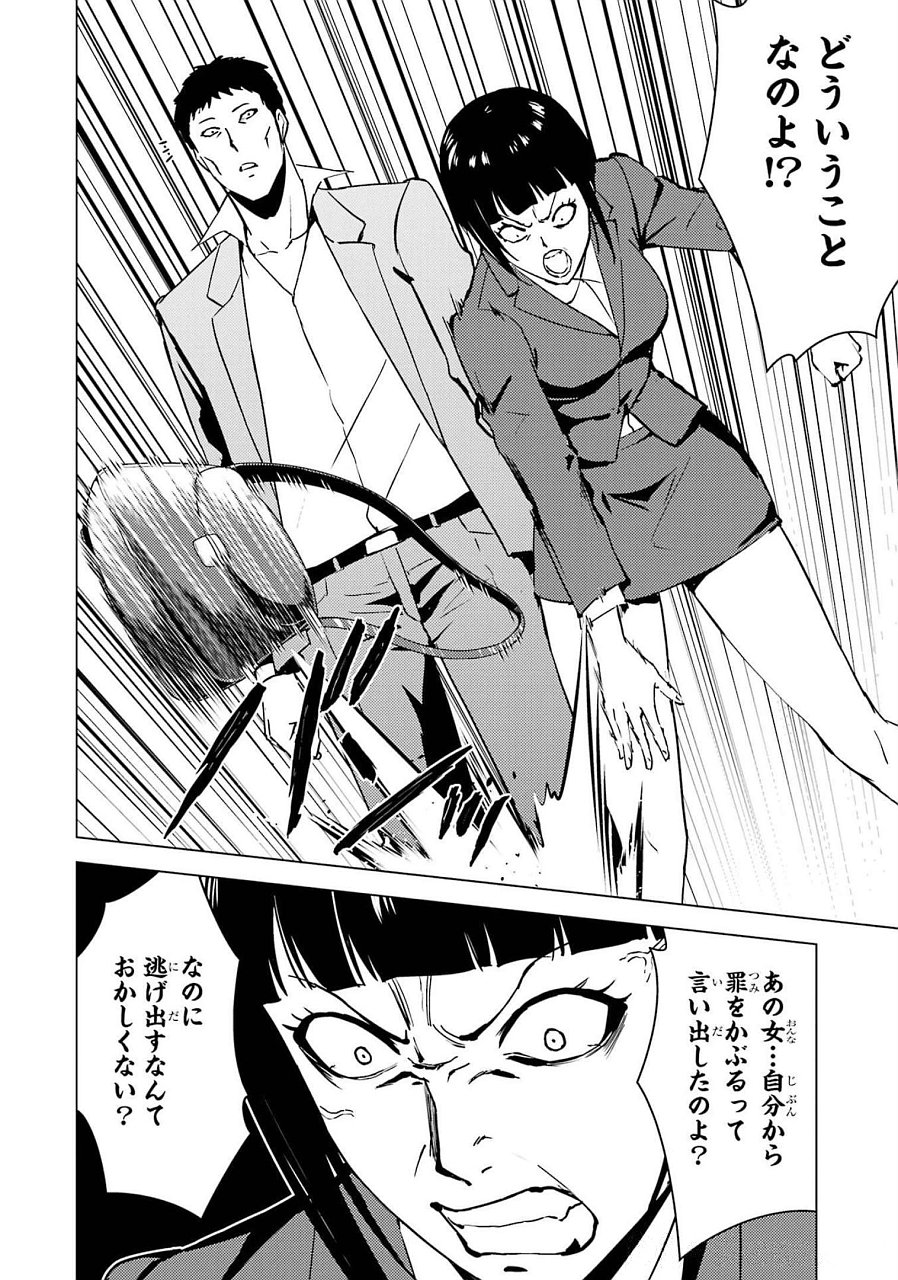 どういうこと
なのよ!?
あの女…自分から
罪をかぶるって
言い出したのよ？
なのに
逃げ出すなんて
おかしくない？